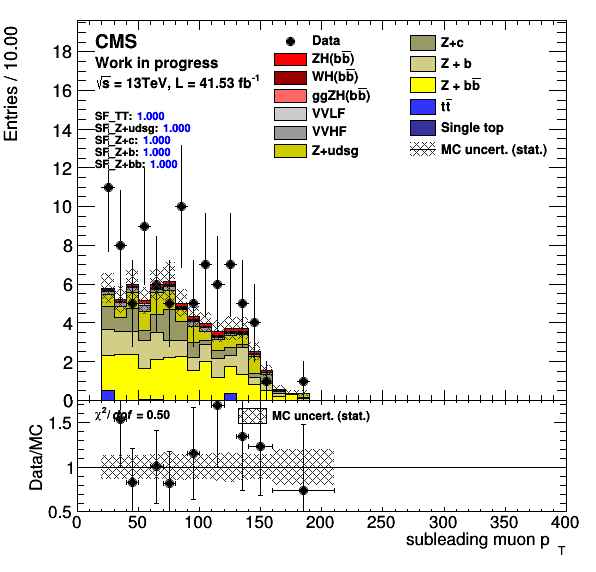 Entries / 10.00
18
16
14
12
10
8
6
4
2
0
CMS
Work in progress
√s = 13TeV, L = 41.53 fb⁻¹
SF_TT: 1.000
SF_Z+udsg: 1.000
SF_Z+c: 1.000
SF_Z+b: 1.000
SF_Z+bb: 1.000
Data
ZH(bb̅)
WH(bb̅)
ggZH(bb̅)
VVLF
VVHF
Z+udsg
Z+c
Z + b
Z + bb̅
tt̅
Single top
MC uncert. (stat.)
Data/MC
1.5
1
0.5
χ²/dof = 0.50
MC uncert. (stat.)
0 50 100 150 200 250 300 350 400
subleading muon p_T